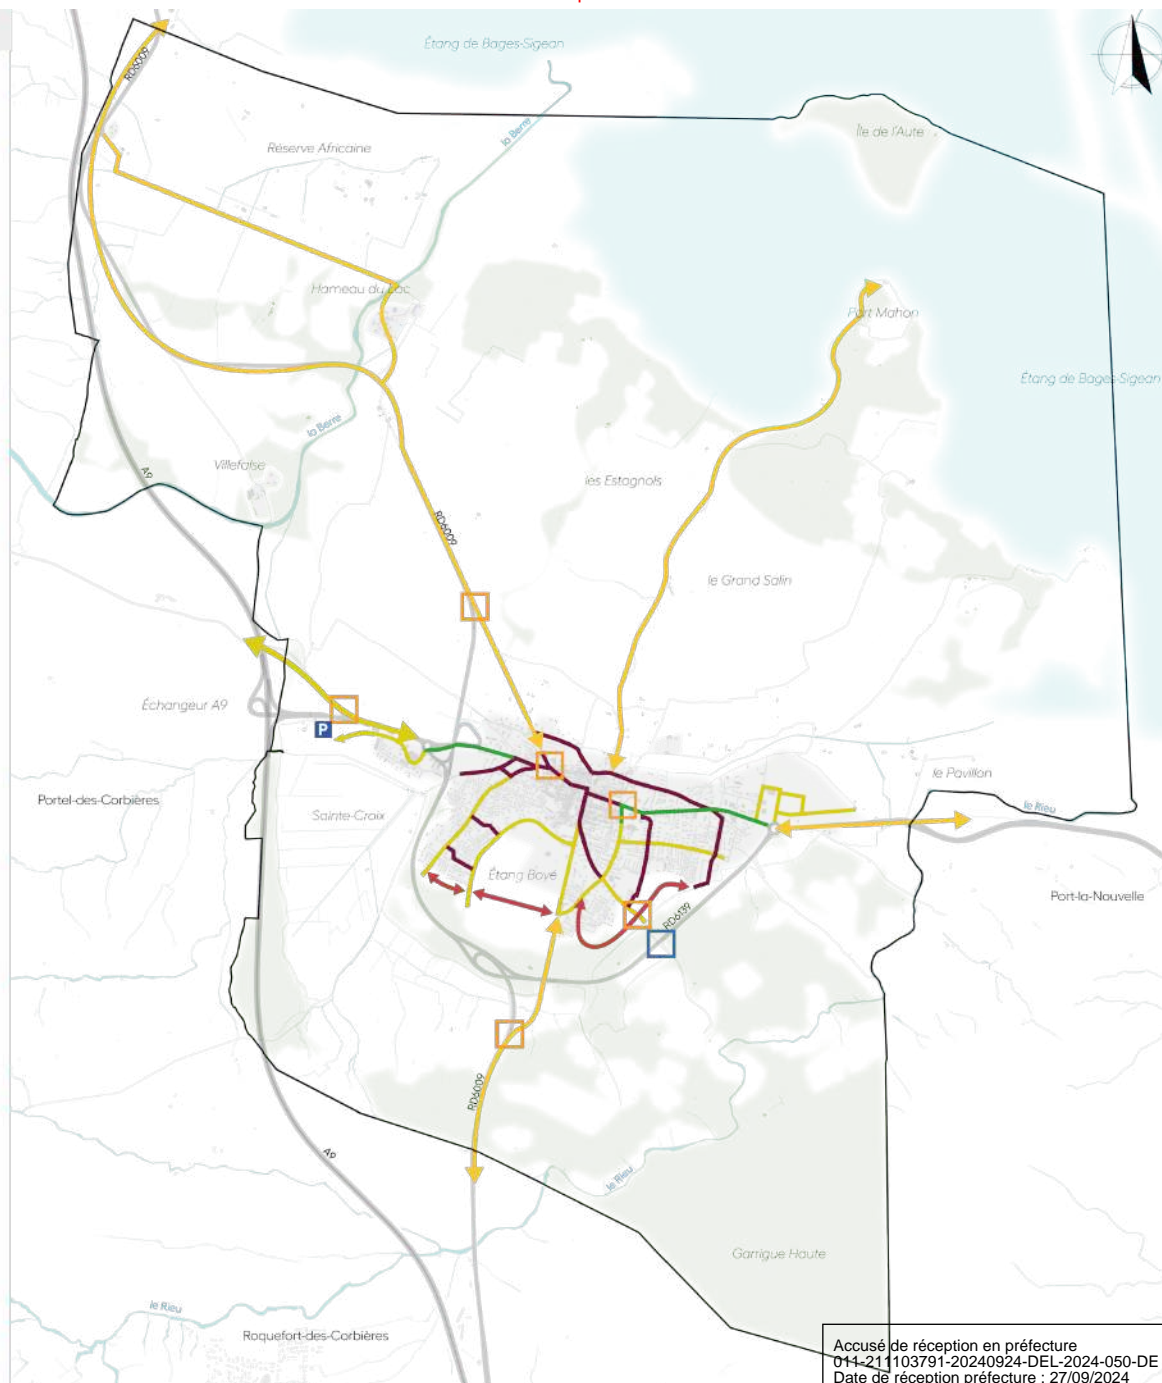 Étang de Bages-Sigean
RD6009
la Berre
Île de l'Aute
Réserve Africaine
Hameau du Lac
Port Mahon
Étang de Bages-Sigean
la Berre
Villefalse
A9
les Estagnols
RD6009
le Grand Salin
Échangeur A9
P
le Pavillon
Portel-des-Corbières
le Rieu
Sainte-Croix
Étang Boyé
Port-la-Nouvelle
RD6139
RD6009
A9
le Rieu
Garrigue Haute
le Rieu
Roquefort-des-Corbières
Accusé de réception en préfecture
011-211103791-20240924-DEL-2024-050-DE
Date de réception préfecture : 27/09/2024